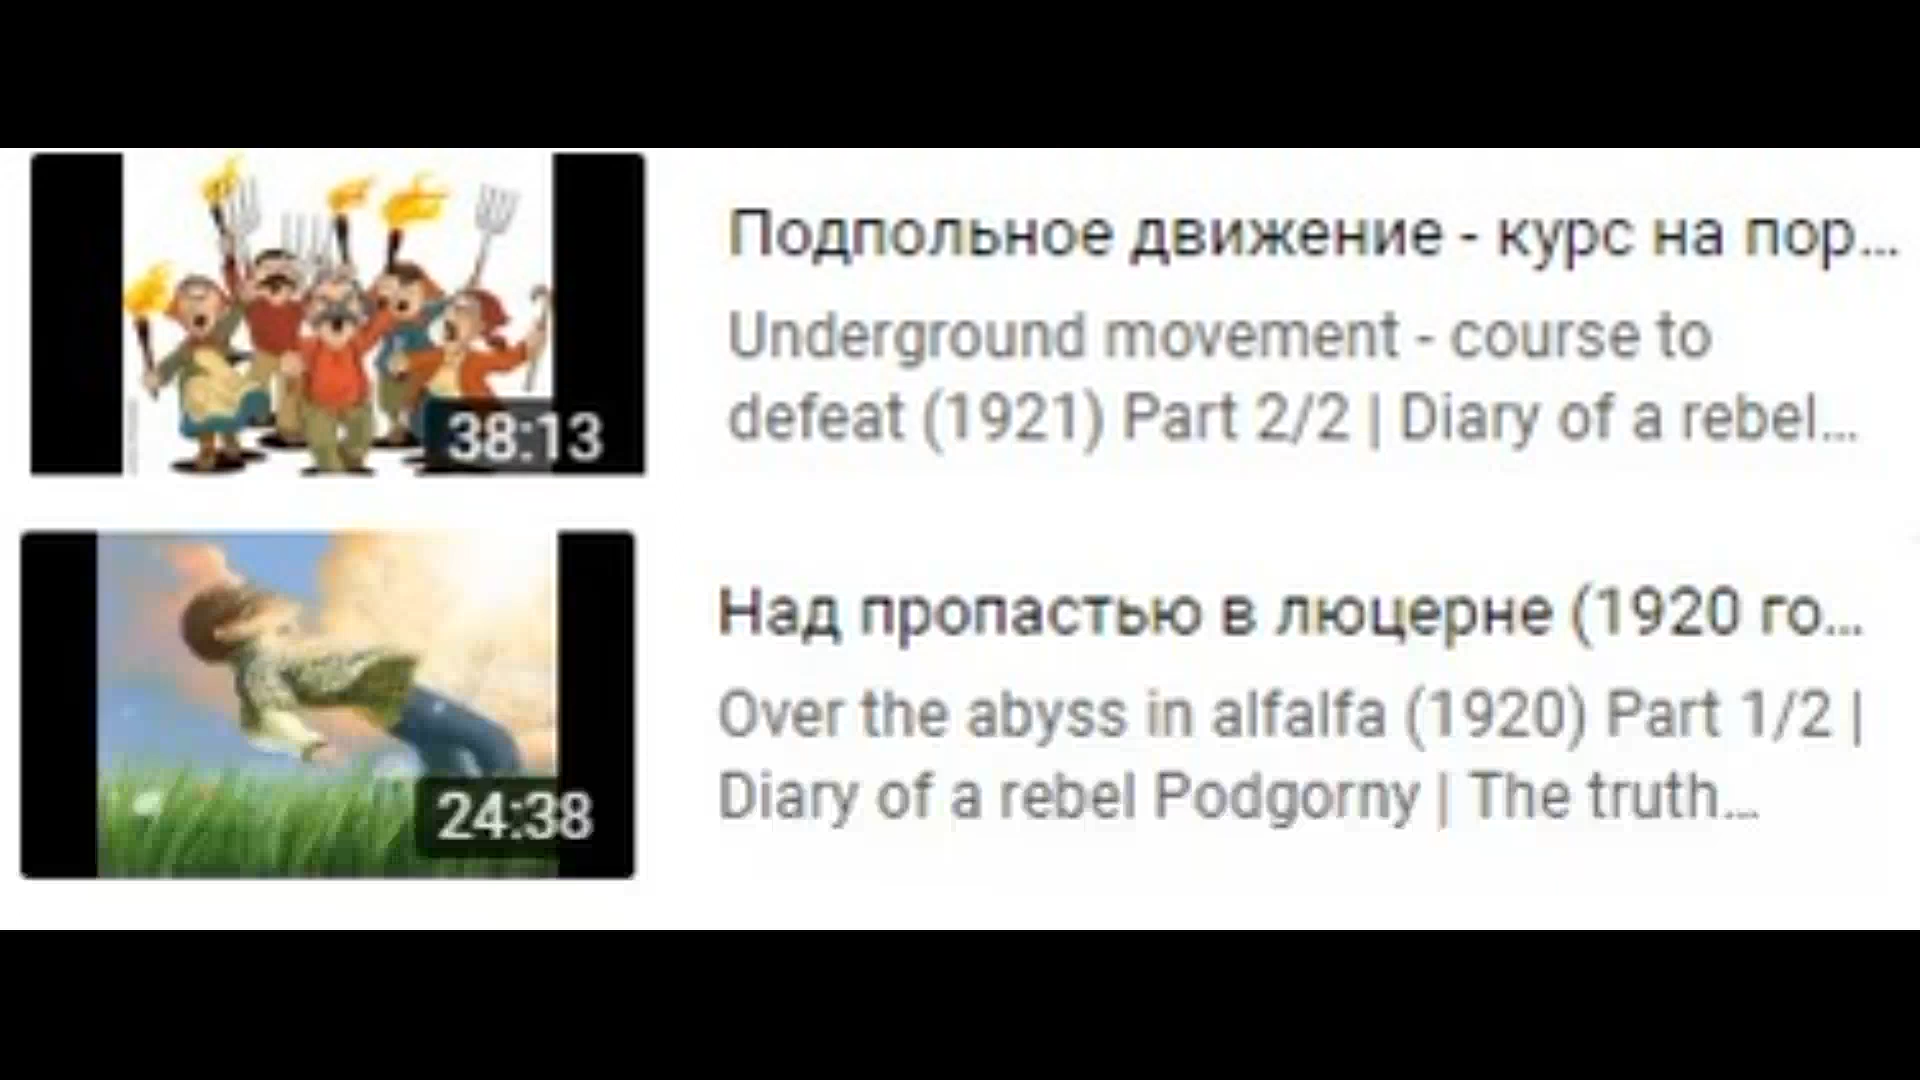 Подпольное движение - курс на пор...
Underground movement - course to
defeat (1921) Part 2/2 | Diary of a rebel...
38:13
Над пропастью в люцерне (1920 го...
Over the abyss in alfalfa (1920) Part 1/2 |
Diary of a rebel Podgorny | The truth...
24:38